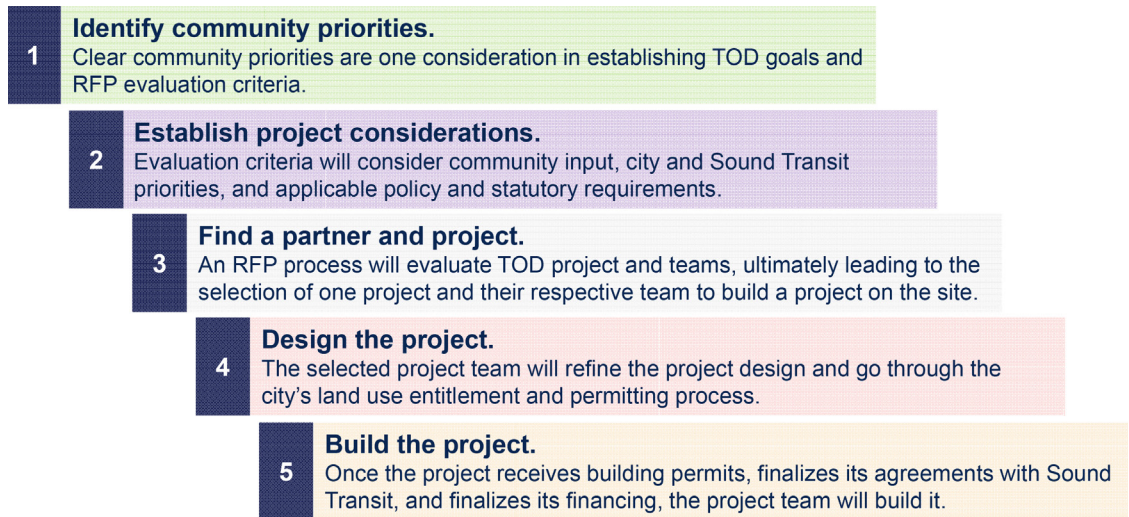 1
Identify community priorities.
Clear community priorities are one consideration in establishing TOD goals and
RFP evaluation criteria.
2
Establish project considerations.
Evaluation criteria will consider community input, city and Sound Transit
priorities, and applicable policy and statutory requirements.
3
Find a partner and project.
An RFP process will evaluate TOD project and teams, ultimately leading to the
selection of one project and their respective team to build a project on the site.
4
Design the project.
The selected project team will refine the project design and go through the
city’s land use entitlement and permitting process.
5
Build the project.
Once the project receives building permits, finalizes its agreements with Sound
Transit, and finalizes its financing, the project team will build it.